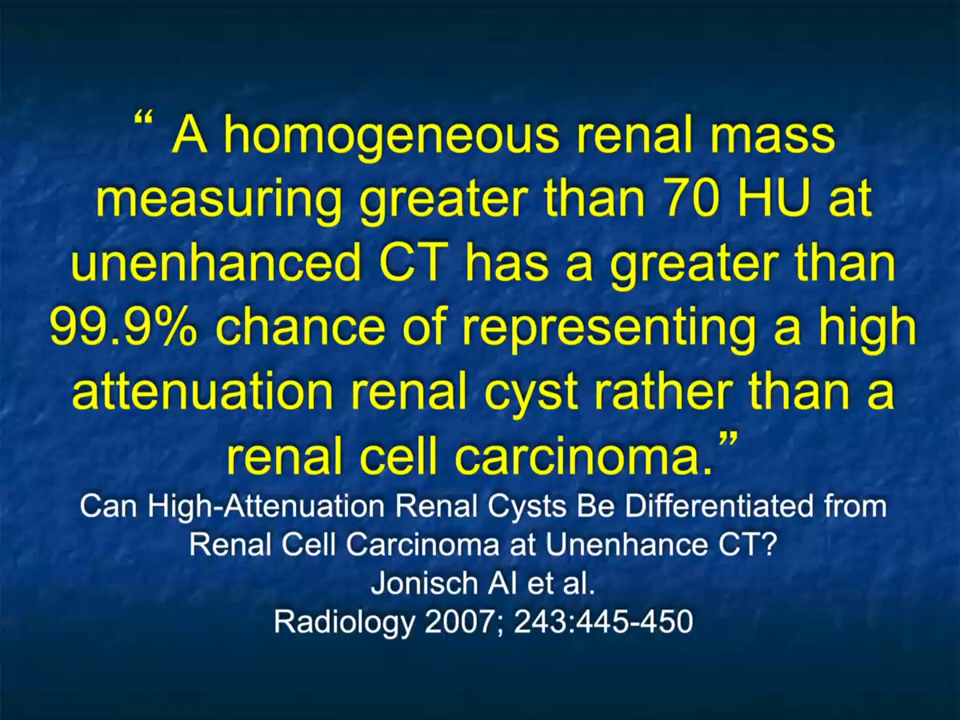 “ A homogeneous renal mass
measuring greater than 70 HU at
unenhanced CT has a greater than
99.9% chance of representing a high
attenuation renal cyst rather than a
renal cell carcinoma.”
Can High-Attenuation Renal Cysts Be Differentiated from
Renal Cell Carcinoma at Unenhance CT?
Jonisch AI et al.
Radiology 2007; 243:445-450